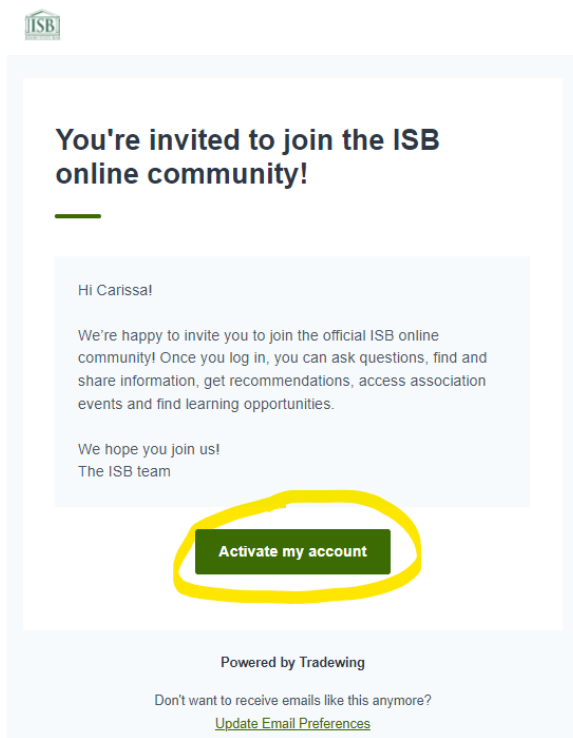 ISB
You're invited to join the ISB
online community!
Hi Carissa!
We’re happy to invite you to join the official ISB online
community! Once you log in, you can ask questions, find and
share information, get recommendations, access association
events and find learning opportunities.
We hope you join us!
The ISB team
Activate my account
Powered by Tradewing
Don't want to receive emails like this anymore?
Update Email Preferences